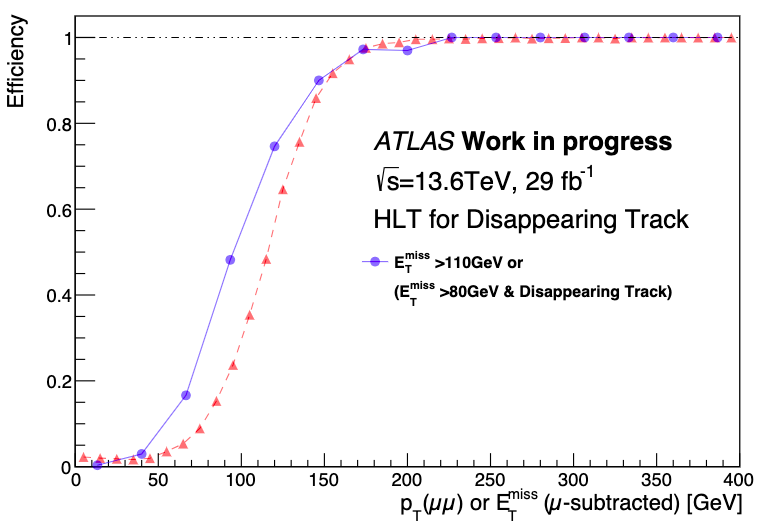 Efficiency
1
0.8
0.6
0.4
0.2
0
ATLAS Work in progress
√s=13.6TeV, 29 fb⁻¹
HLT for Disappearing Track
E_T^miss >110GeV or
(E_T^miss >80GeV & Disappearing Track)
0 50 100 150 200 250 300 350 400
p_T(μμ) or E_T^miss (μ-subtracted) [GeV]